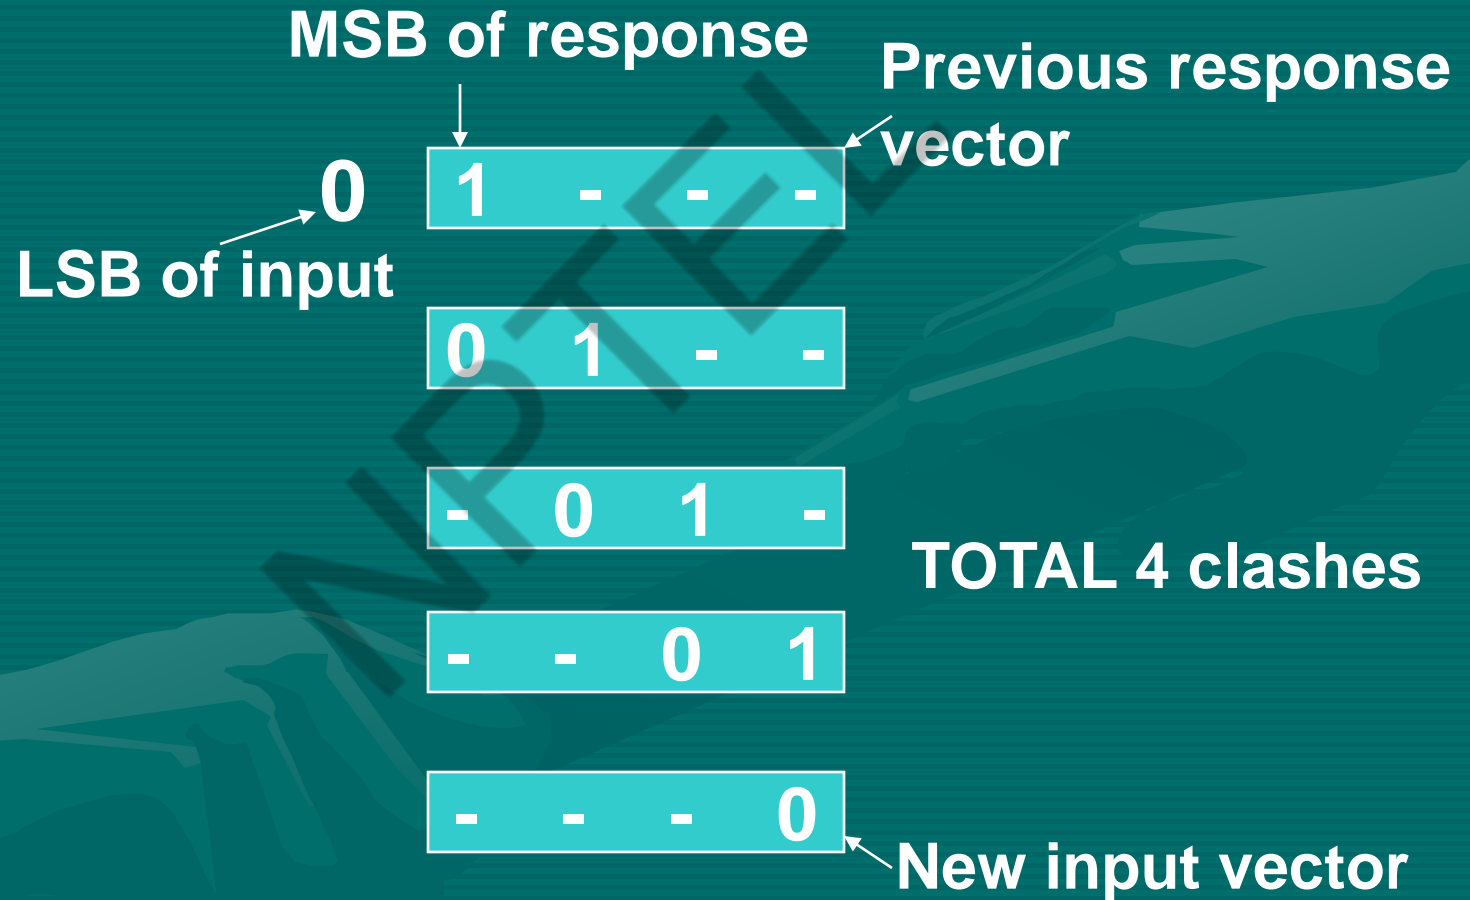 MSB of response
Previous response
vector
0 1 - - -
LSB of input
0 1 - -
- 0 1 -
TOTAL 4 clashes
- - 0 1
- - - 0
New input vector
NPTEL